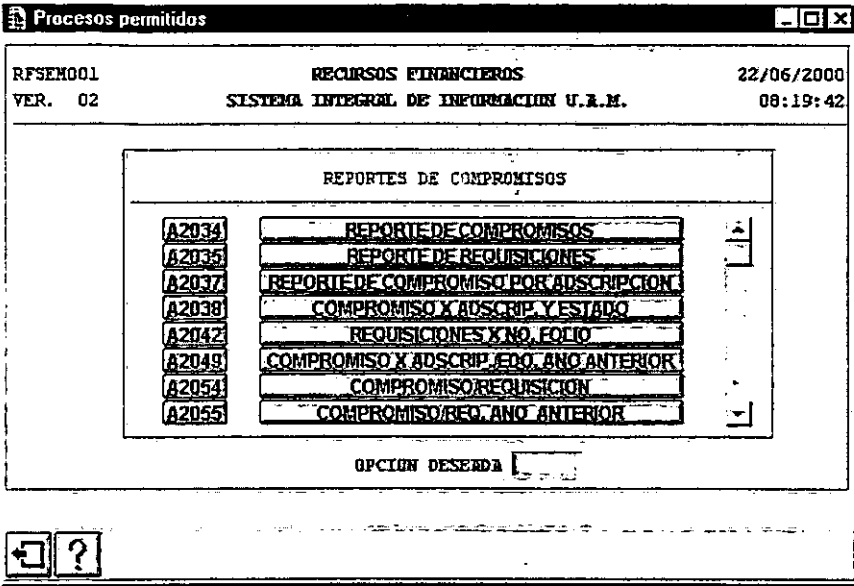 Procesos permitidos
RFSEM001 RECURSOS FINANCIEROS 22/06/2000
VER. 02 SISTEMA INTEGRAL DE INFORMACION U.A.M. 08:19:42
REPORTES DE COMPROMISOS
A2034 REPORTE DE COMPROMISOS
A2035 REPORTE DE REQUISICIONES
A2037 REPORTE DE COMPROMISO POR ADSCRIPCION
A2038 COMPROMISO X ADSCRIP. Y ESTADO
A2042 REQUISICIONES X NO. FOLIO
A2049 COMPROMISO X ADSCRIP./EDO. ANO ANTERIOR
A2054 COMPROMISO/REQUISICION
A2055 COMPROMISO/REQ. ANO ANTERIOR
OPCION DESEADA
?